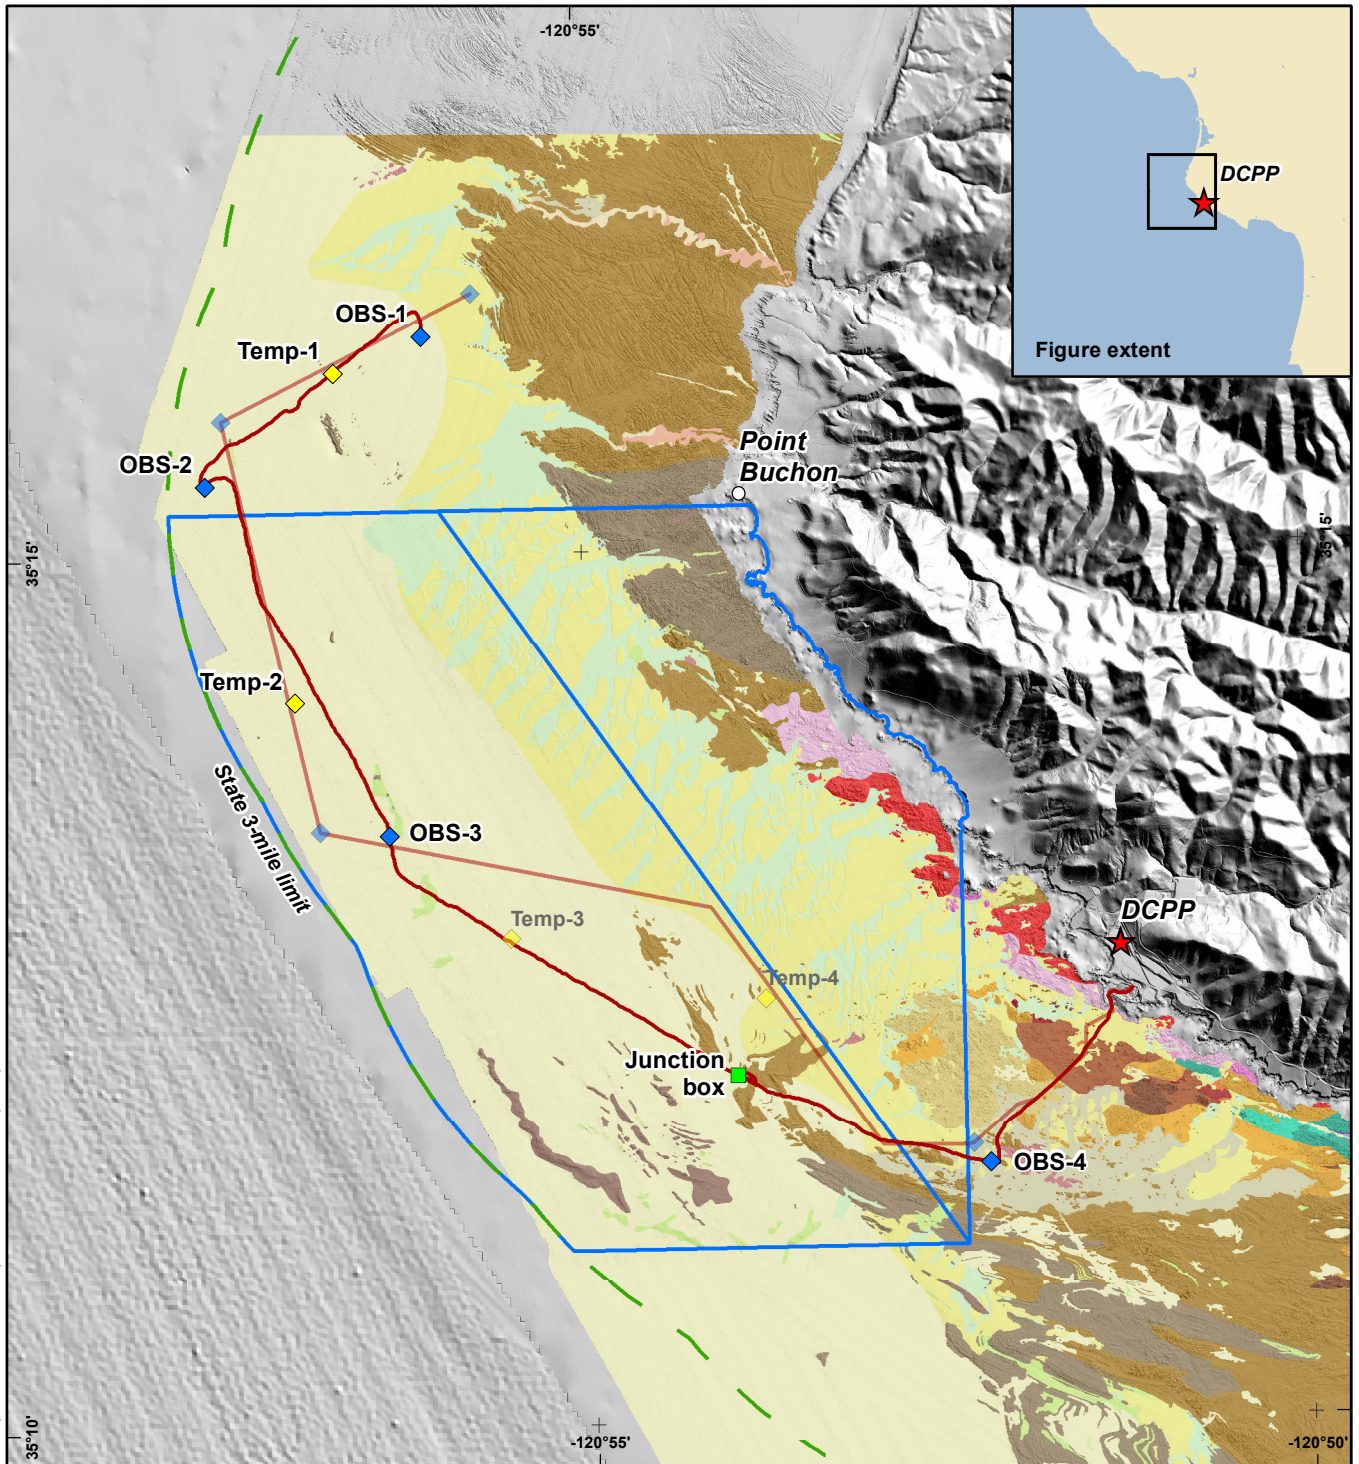 -120°55'
DCPP
Figure extent
OBS-1
Temp-1
OBS-2
Point
Buchon
35°15'
35°15'
Temp-2
State 3-mile limit
OBS-3
Temp-3
DCPP
Temp-4
Junction
box
OBS-4
35°10'
-120°55'
-120°50'